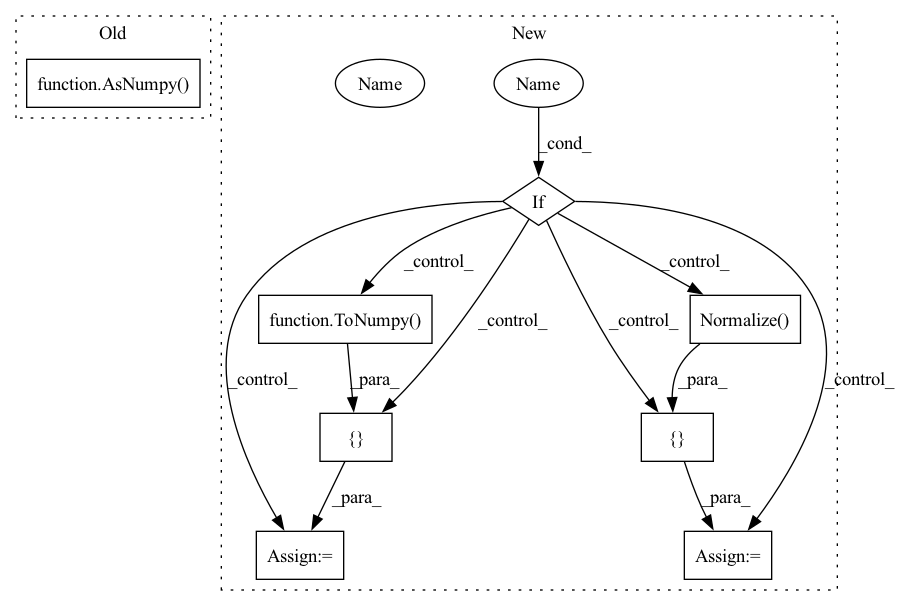 Old
New
function.AsNumpy()
Name
Name
_cond_
If
_control_
_control_
function.ToNumpy()
Normalize()
_control_
_control_
_control_
_para_
_para_
_control_
{}
{}
_para_
_para_
Assign:=
Assign:=